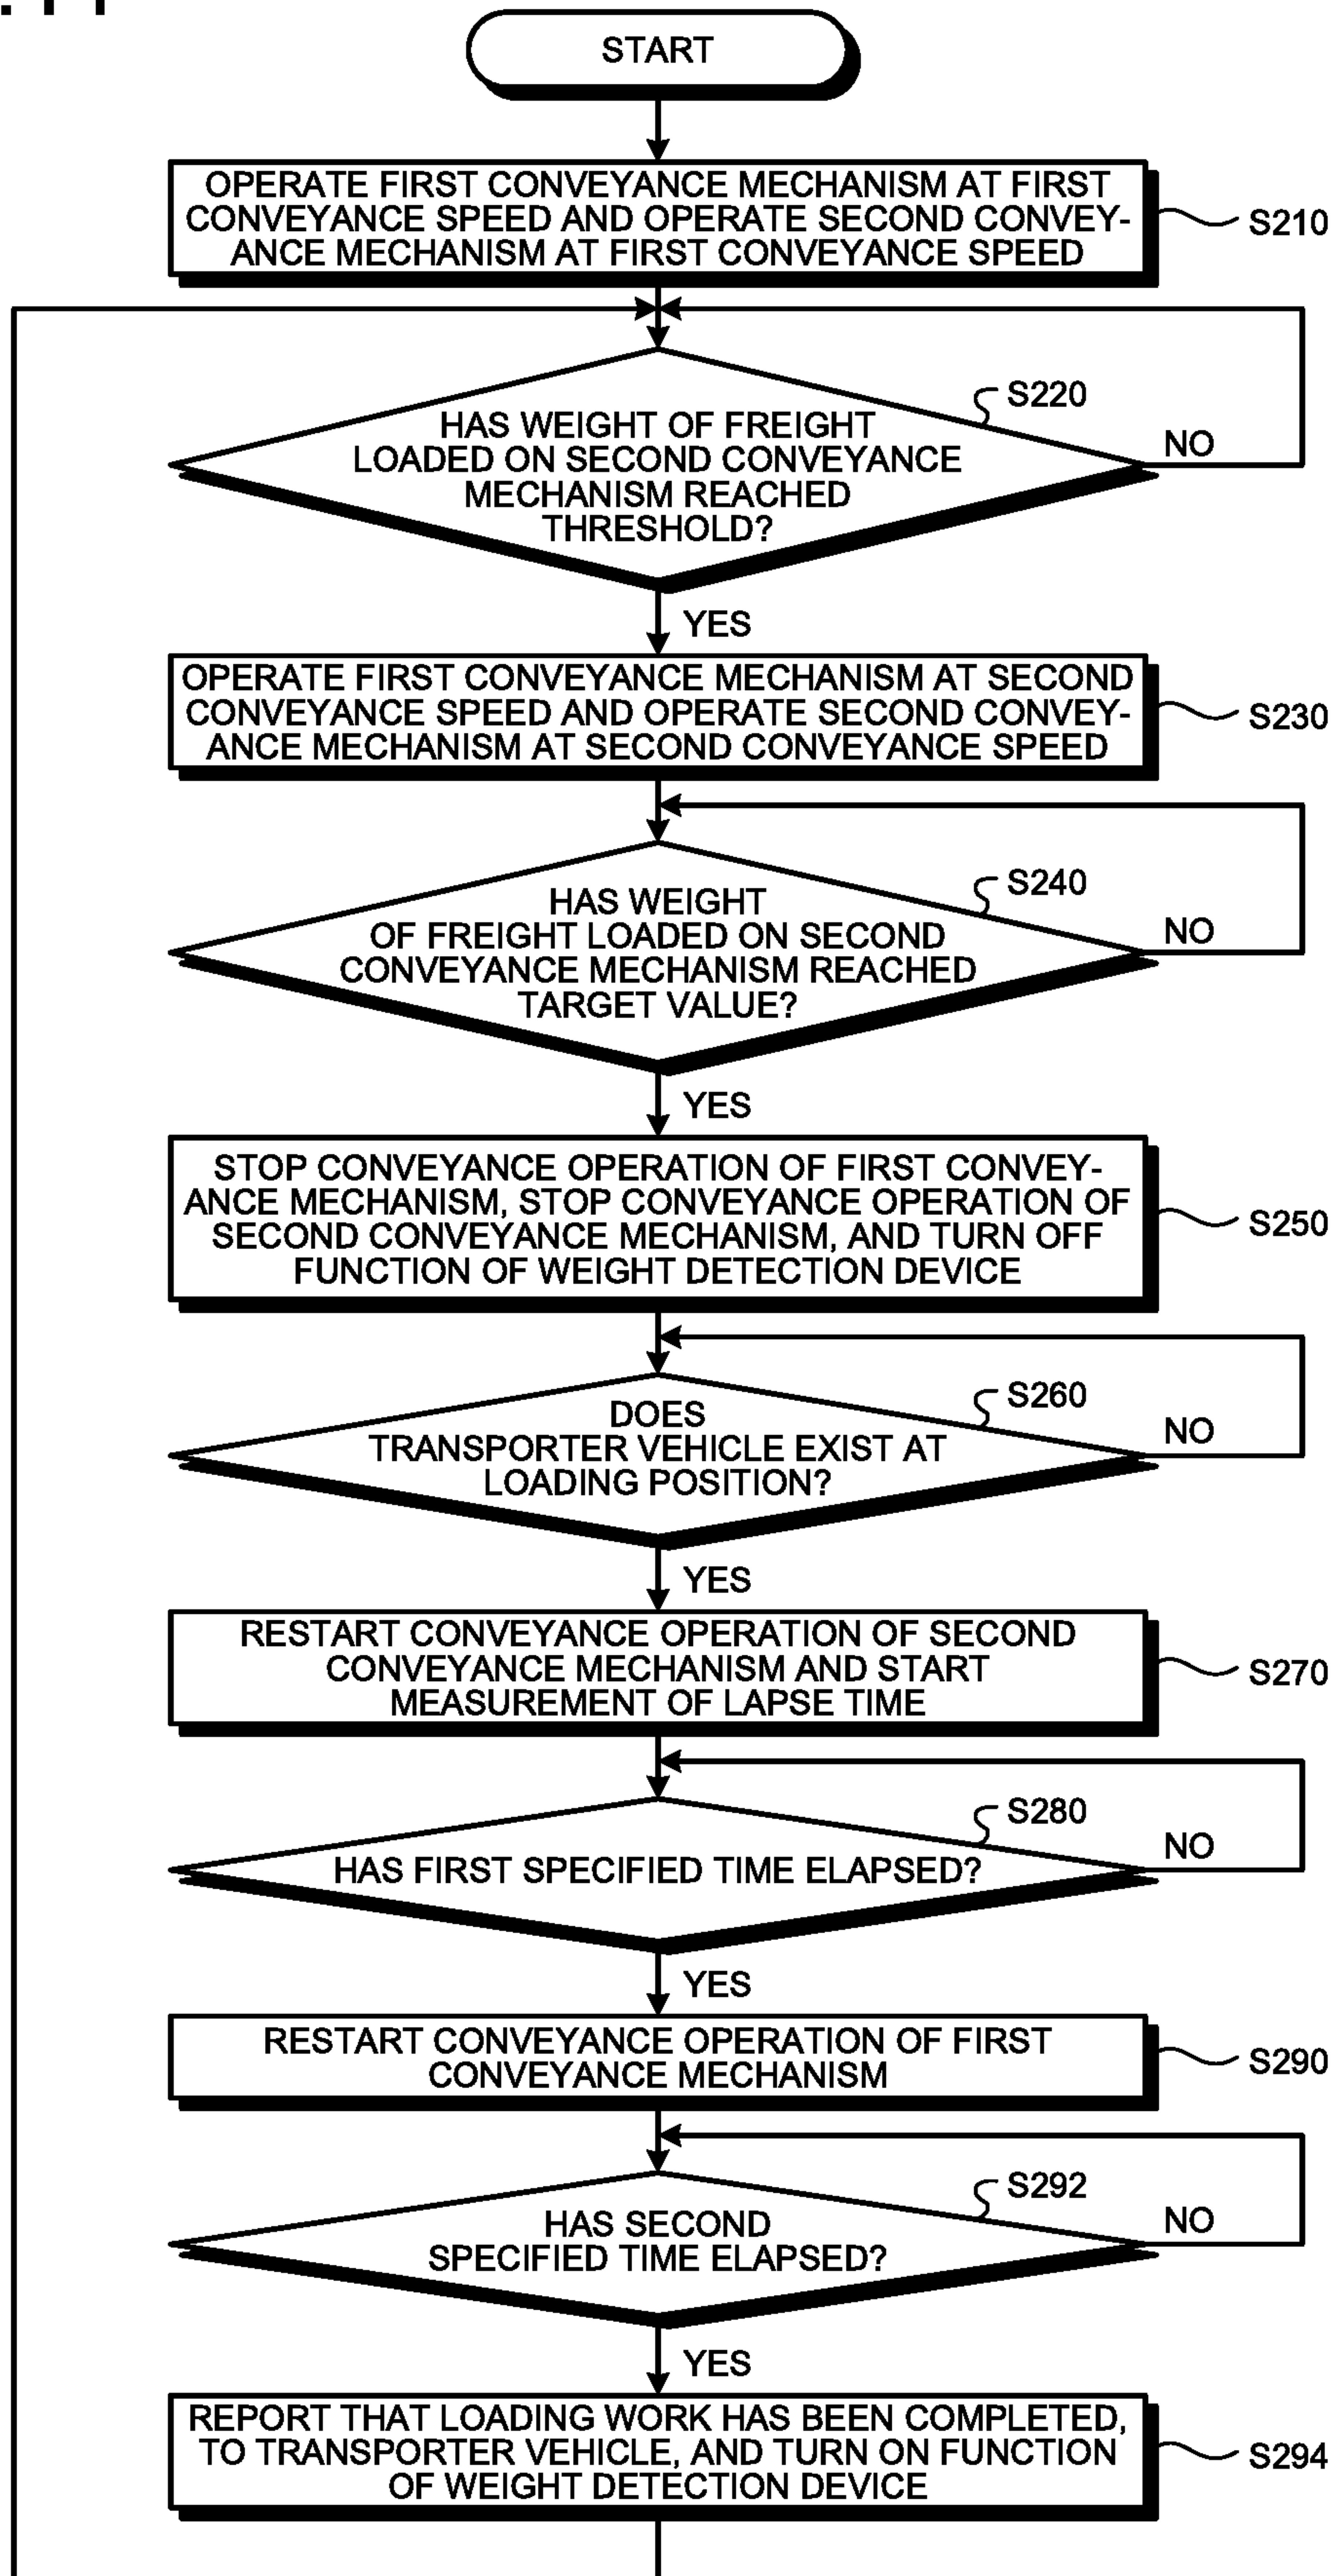 START
OPERATE FIRST CONVEYANCE MECHANISM AT FIRST
CONVEYANCE SPEED AND OPERATE SECOND CONVEY-
ANCE MECHANISM AT FIRST CONVEYANCE SPEED
S210
S220
HAS WEIGHT OF FREIGHT
LOADED ON SECOND CONVEYANCE
MECHANISM REACHED
THRESHOLD?
NO
YES
OPERATE FIRST CONVEYANCE MECHANISM AT SECOND
CONVEYANCE SPEED AND OPERATE SECOND CONVEY-
ANCE MECHANISM AT SECOND CONVEYANCE SPEED
S230
S240
HAS WEIGHT
OF FREIGHT LOADED ON SECOND
CONVEYANCE MECHANISM REACHED
TARGET VALUE?
NO
YES
STOP CONVEYANCE OPERATION OF FIRST CONVEY-
ANCE MECHANISM, STOP CONVEYANCE OPERATION OF
SECOND CONVEYANCE MECHANISM, AND TURN OFF
FUNCTION OF WEIGHT DETECTION DEVICE
S250
S260
DOES
TRANSPORTER VEHICLE EXIST AT
LOADING POSITION?
NO
YES
RESTART CONVEYANCE OPERATION OF SECOND
CONVEYANCE MECHANISM AND START
MEASUREMENT OF LAPSE TIME
S270
S280
HAS FIRST SPECIFIED TIME ELAPSED?
NO
YES
RESTART CONVEYANCE OPERATION OF FIRST
CONVEYANCE MECHANISM
S290
S292
HAS SECOND
SPECIFIED TIME ELAPSED?
NO
YES
REPORT THAT LOADING WORK HAS BEEN COMPLETED,
TO TRANSPORTER VEHICLE, AND TURN ON FUNCTION
OF WEIGHT DETECTION DEVICE
S294